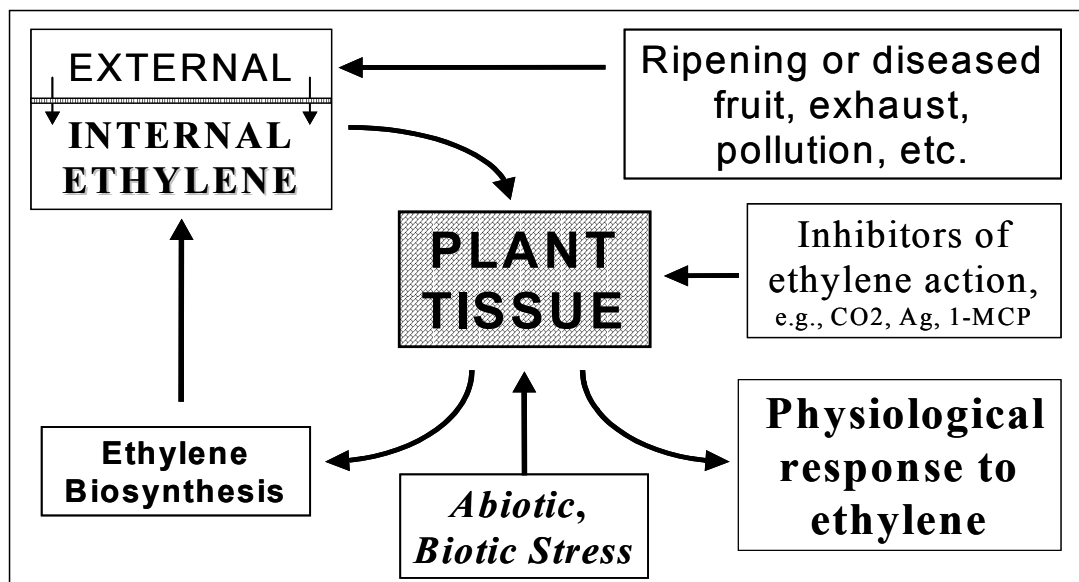 EXTERNAL
INTERNAL
ETHYLENE
Ripening or diseased
fruit, exhaust,
pollution, etc.
PLANT
TISSUE
Inhibitors of
ethylene action,
e.g., CO2, Ag, 1-MCP
Ethylene
Biosynthesis
Abiotic,
Biotic Stress
Physiological
response to
ethylene